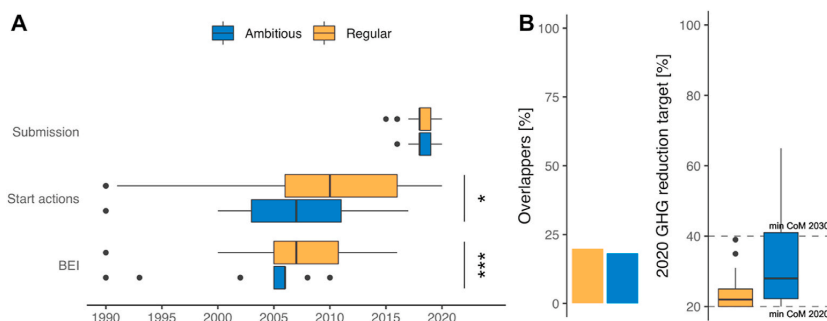 A
Ambitious
Regular
Submission
Start actions
BEI
*
***
1990 1995 2000 2005 2010 2015 2020
B
Overlappers [%]
100
75
50
25
0
2020 GHG reduction target [%]
100
80
60
40
20
min CoM 2030
min CoM 2020